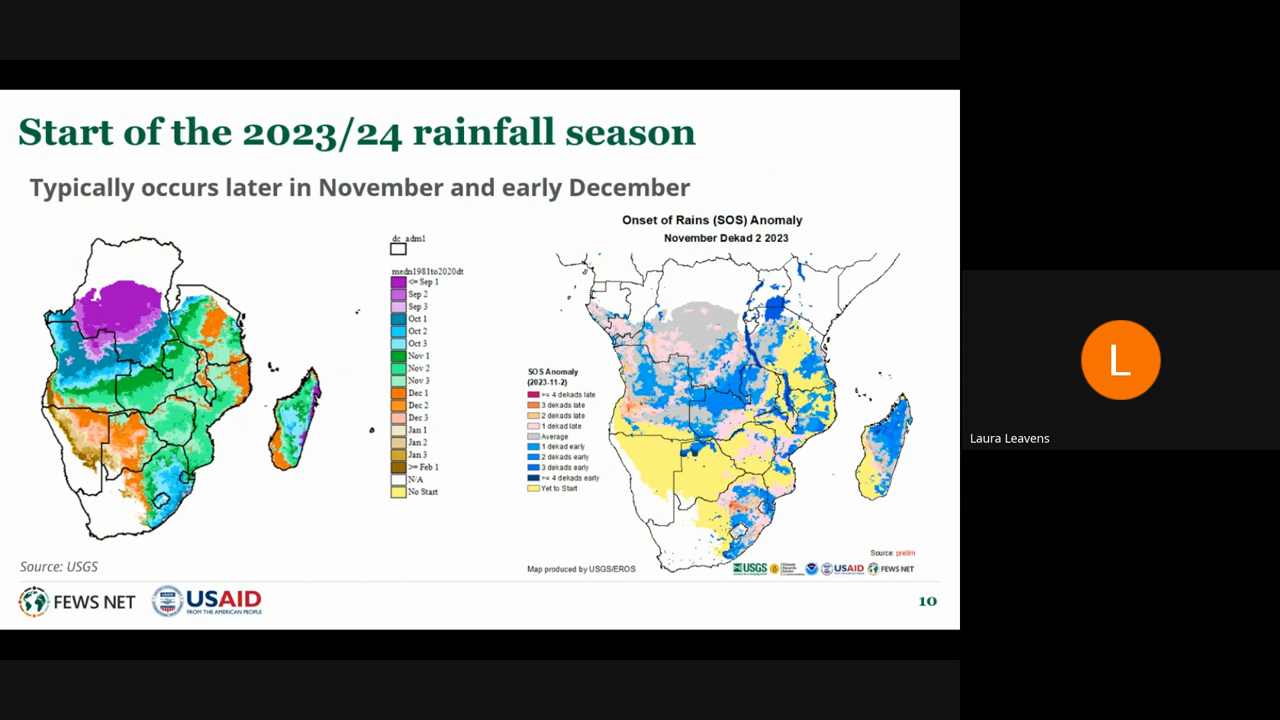 Start of the 2023/24 rainfall season
Typically occurs later in November and early December
dc_adm1
medn1981to2020dt
<= Sep 1
Sep 2
Sep 3
Oct 1
Oct 2
Oct 3
Nov 1
Nov 2
Nov 3
Dec 1
Dec 2
Dec 3
Jan 1
Jan 2
Jan 3
>= Feb 1
N/A
No Start
Onset of Rains (SOS) Anomaly
November Dekad 2 2023
SOS Anomaly
(2023-11-2)
>= 4 dekads late
3 dekads late
2 dekads late
1 dekad late
Average
1 dekad early
2 dekads early
3 dekads early
>= 4 dekads early
Yet to Start
Source: prelim
Map produced by USGS/EROS
USGS
USAID
FEWS NET
Source: USGS
FEWS NET
USAID
FROM THE AMERICAN PEOPLE
10
L
Laura Leavens